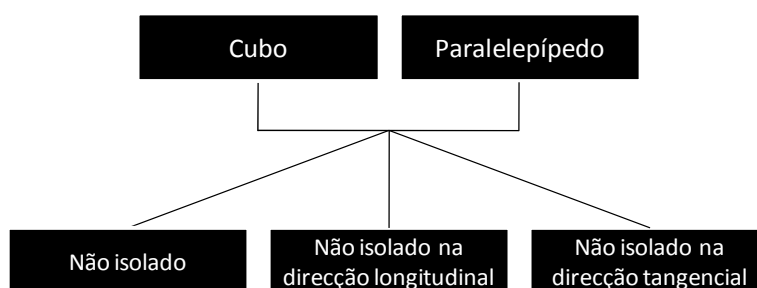 Cubo
Paralelepípedo
Não isolado
Não isolado na
direcção longitudinal
Não isolado na
direcção tangencial